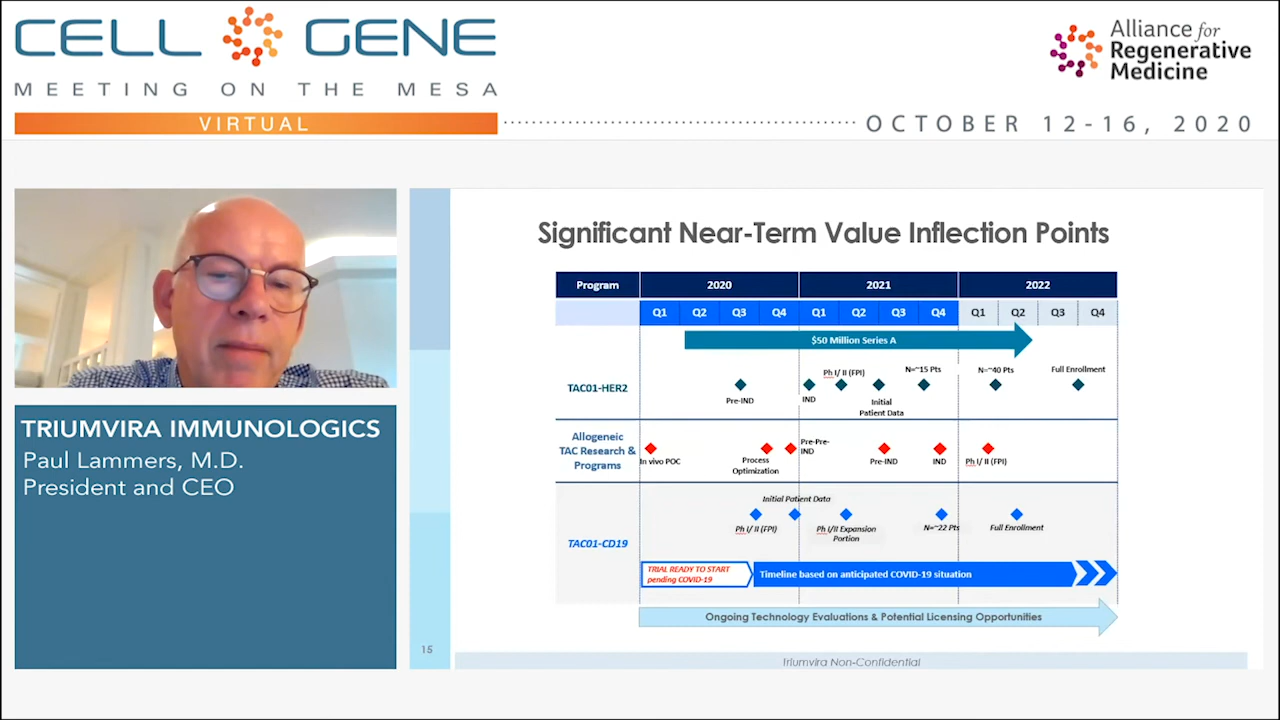 CELL GENE
MEETING ON THE MESA
VIRTUAL
Alliance for
Regenerative
Medicine
OCTOBER 12-16, 2020
TRIUMVIRA IMMUNOLOGICS
Paul Lammers, M.D.
President and CEO
Significant Near-Term Value Inflection Points
Program 2020 2021 2022
Q1 Q2 Q3 Q4 Q1 Q2 Q3 Q4 Q1 Q2 Q3 Q4
$50 Million Series A
TAC01-HER2
Pre-IND
IND
Ph I/ II (FPI)
Initial
Patient Data
N=~15 Pts
N=~40 Pts
Full Enrollment
Allogeneic
TAC Research &
Programs
In vivo POC
Process
Optimization
Pre-Pre-
IND
Pre-IND
IND
Ph I/ II (FPI)
TAC01-CD19
Initial Patient Data
Ph I/ II (FPI)
Ph I/II Expansion
Portion
N=~22 Pts
Full Enrollment
TRIAL READY TO START
pending COVID-19
Timeline based on anticipated COVID-19 situation
Ongoing Technology Evaluations & Potential Licensing Opportunities
15
Triumvira Non-Confidential